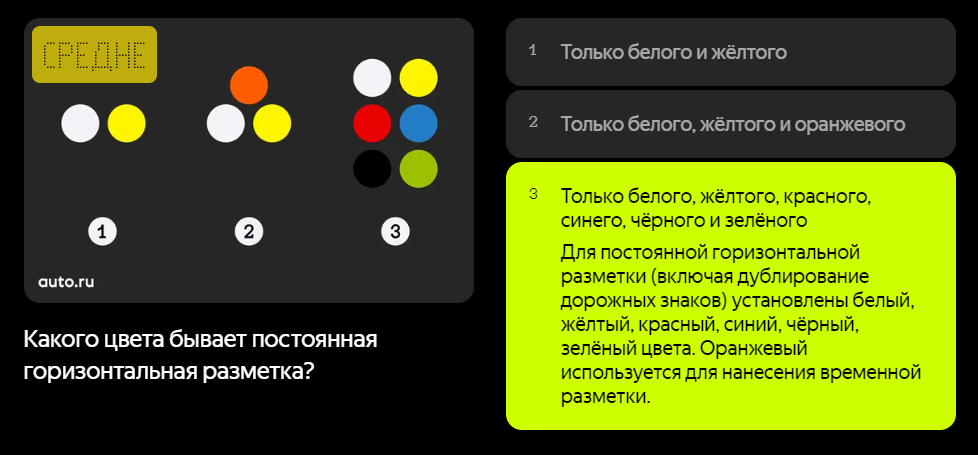 СРЕДНЕ
1
2
3
auto.ru
Какого цвета бывает постоянная
горизонтальная разметка?
1 Только белого и жёлтого
2 Только белого, жёлтого и оранжевого
3 Только белого, жёлтого, красного,
синего, чёрного и зелёного
Для постоянной горизонтальной
разметки (включая дублирование
дорожных знаков) установлены белый,
жёлтый, красный, синий, чёрный,
зелёный цвета. Оранжевый
используется для нанесения временной
разметки.